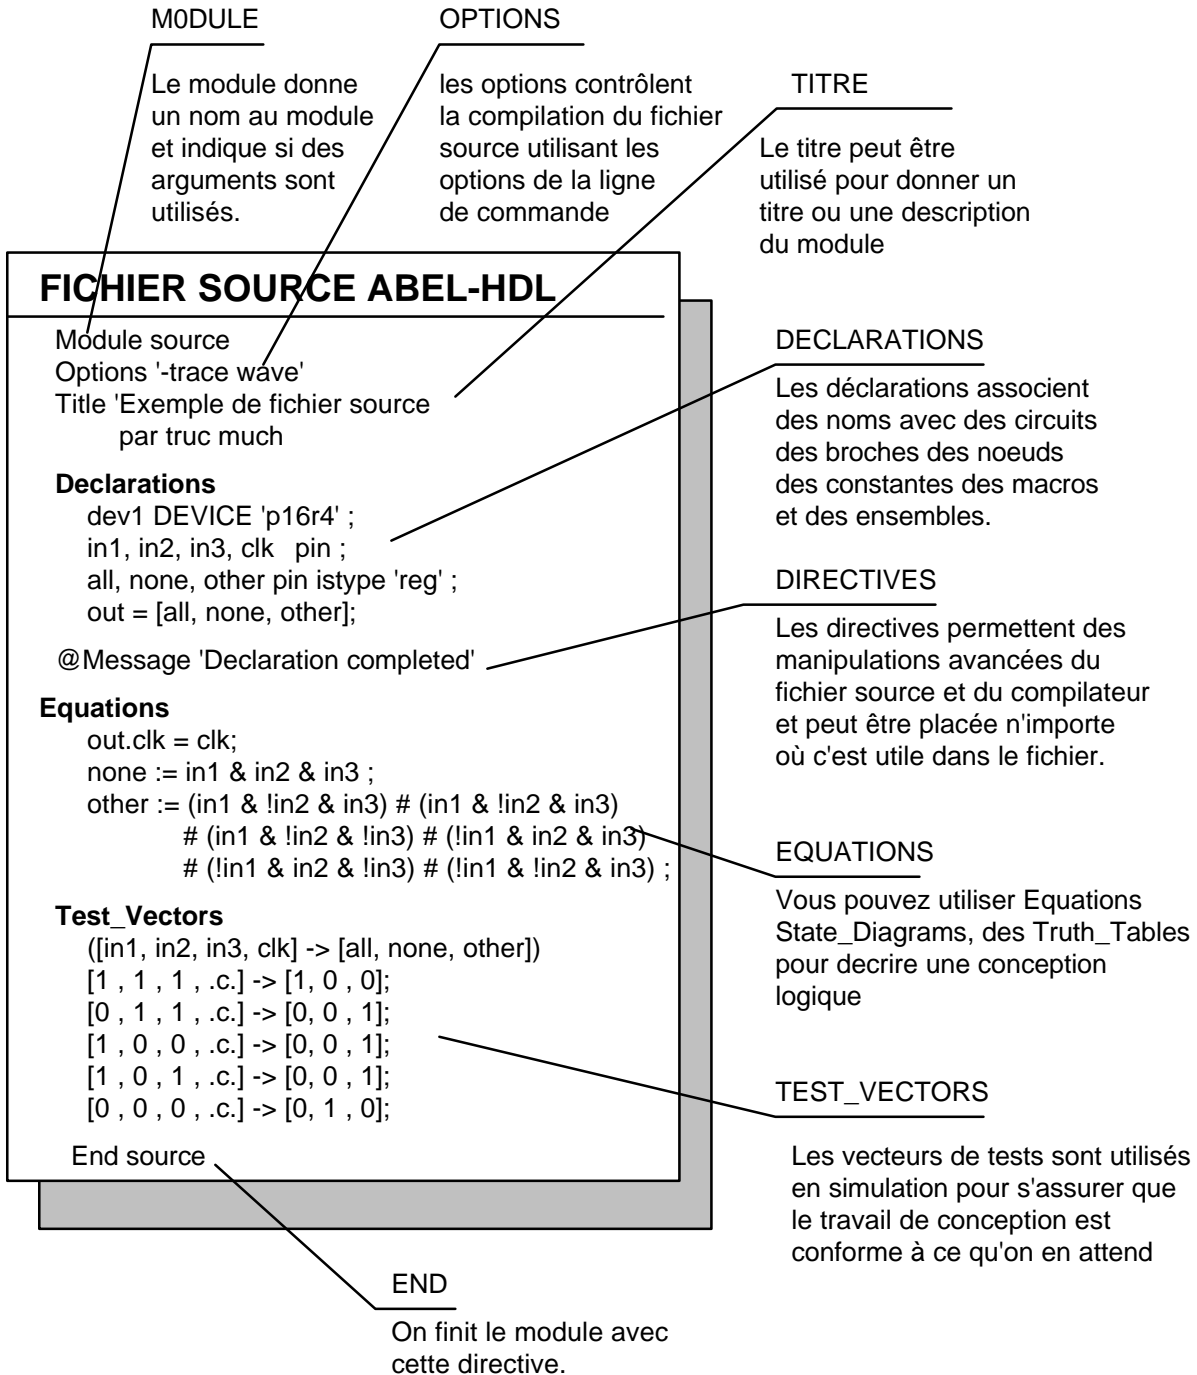 M0DULE
Le module donne
un nom au module
et indique si des
arguments sont
utilisés.
OPTIONS
les options contrôlent
la compilation du fichier
source utilisant les
options de la ligne
de commande
TITRE
Le titre peut être
utilisé pour donner un
titre ou une description
du module
FICHIER SOURCE ABEL-HDL
Module source
Options '-trace wave'
Title 'Exemple de fichier source
par truc much
Declarations
dev1 DEVICE 'p16r4' ;
in1, in2, in3, clk pin ;
all, none, other pin istype 'reg' ;
out = [all, none, other];
@Message 'Declaration completed'
Equations
out.clk = clk;
none := in1 & in2 & in3 ;
other := (in1 & !in2 & in3) # (in1 & !in2 & in3)
# (in1 & !in2 & !in3) # (!in1 & in2 & in3)
# (!in1 & in2 & !in3) # (!in1 & !in2 & in3) ;
Test_Vectors
([in1, in2, in3, clk] -> [all, none, other])
[1 , 1 , 1 , .c.] -> [1, 0 , 0];
[0 , 1 , 1 , .c.] -> [0, 0 , 1];
[1 , 0 , 0 , .c.] -> [0, 0 , 1];
[1 , 0 , 1 , .c.] -> [0, 0 , 1];
[0 , 0 , 0 , .c.] -> [0, 1 , 0];
End source
DECLARATIONS
Les déclarations associent
des noms avec des circuits
des broches des noeuds
des constantes des macros
et des ensembles.
DIRECTIVES
Les directives permettent des
manipulations avancées du
fichier source et du compilateur
et peut être placée n'importe
où c'est utile dans le fichier.
EQUATIONS
Vous pouvez utiliser Equations
State_Diagrams, des Truth_Tables
pour decrire une conception
logique
TEST_VECTORS
Les vecteurs de tests sont utilisés
en simulation pour s'assurer que
le travail de conception est
conforme à ce qu'on en attend
END
On finit le module avec
cette directive.